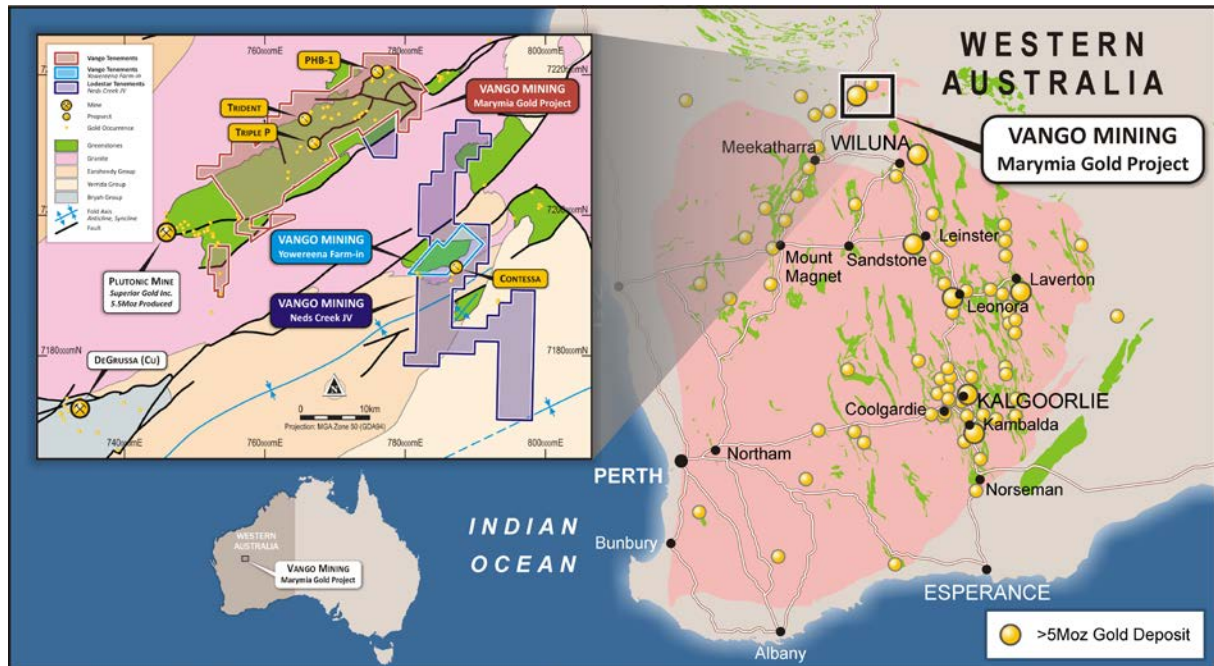 WESTERN
AUSTRALIA
VANGO MINING
Marymia Gold Project
Meekatharra
WILUNA
Leinster
Mount
Magnet
Sandstone
Laverton
Leonora
Coolgardie
KALGOORLIE
Kambalda
Norseman
PERTH
Northam
Bunbury
Albany
ESPERANCE
INDIAN
OCEAN
>5Moz Gold Deposit
760000mE
780000mE
800000mE
7220000mN
7200000mN
7180000mN
740000mE
760000mE
780000mE
800000mE
Vango Tenements
Vango Tenements
Yowereena Farm-in
Lodestar Tenements
Neds Creek JV
Mine
Prospect
Gold Occurrence
Greenstones
Granite
Earaheedy Group
Yerrida Group
Bryah Group
Fold Axis
Anticline, Syncline
Fault
PHB-1
TRIDENT
TRIPLE P
VANGO MINING
Marymia Gold Project
VANGO MINING
Yowereena Farm-in
CONTESSA
VANGO MINING
Neds Creek JV
PLUTONIC MINE
Superior Gold Inc.
5.5Moz Produced
DEGRUSSA (CU)
0 10km
Projection: MGA Zone 50 (GDA94)
WESTERN
AUSTRALIA
VANGO MINING
Marymia Gold Project